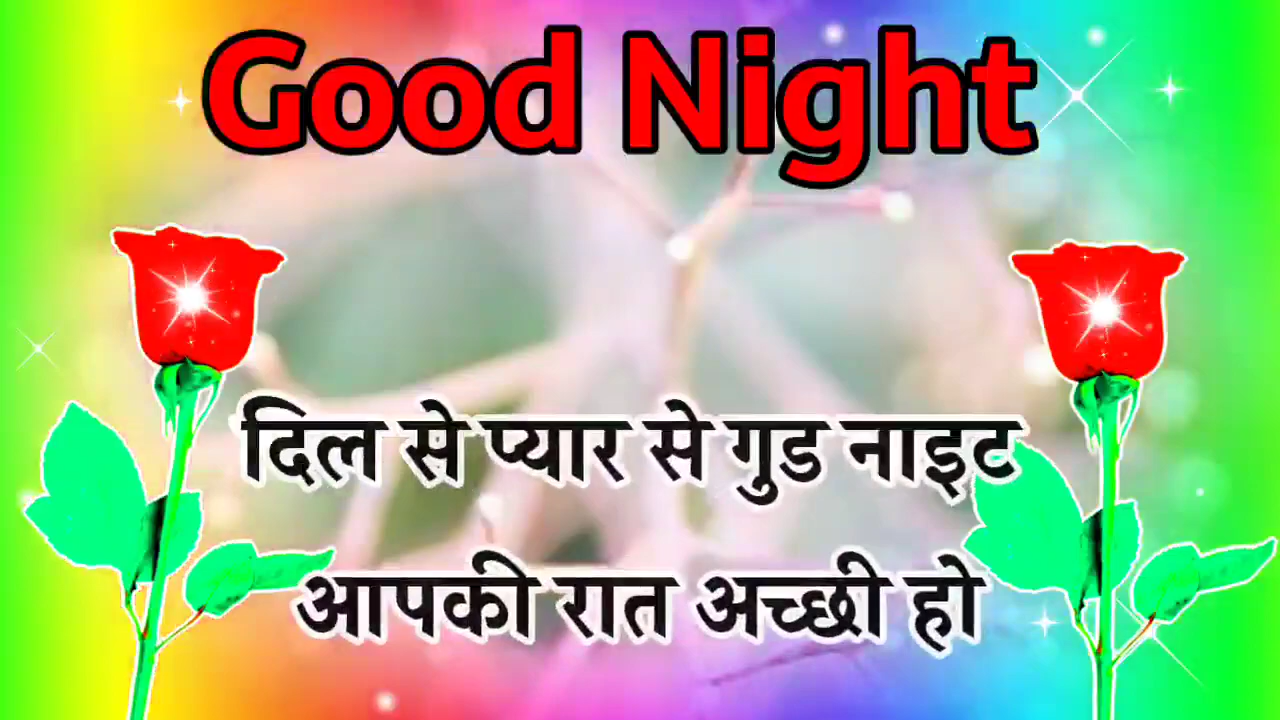 Good Night
दिल से प्यार से गुड नाइट
आपकी रात अच्छी हो